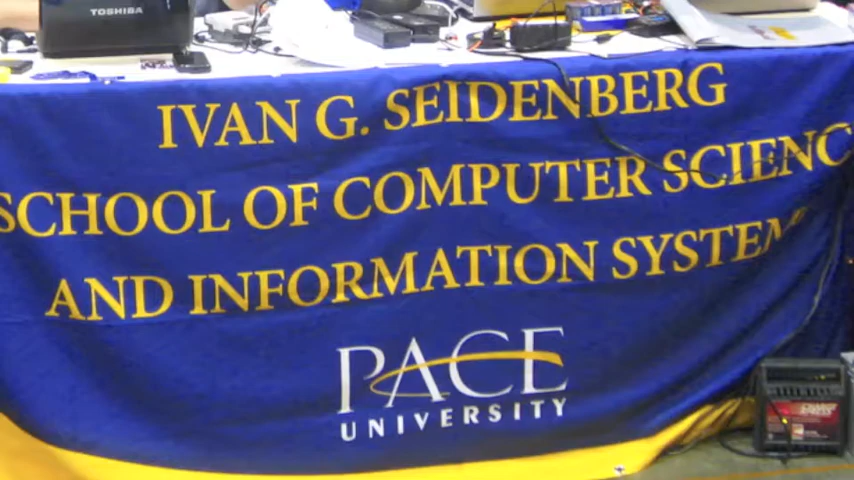 TOSHIBA
IVAN G. SEIDENBERG
SCHOOL OF COMPUTER SCIENC
AND INFORMATION SYSTEM
PACE
UNIVERSITY